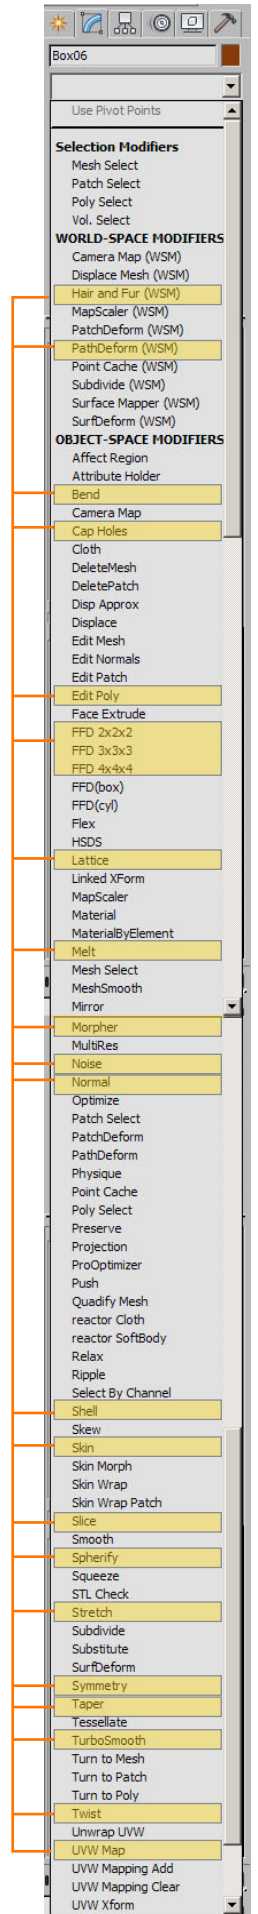 Box06
Use Pivot Points
Selection Modifiers
Mesh Select
Patch Select
Poly Select
Vol. Select
WORLD-SPACE MODIFIERS
Camera Map (WSM)
Displace Mesh (WSM)
Hair and Fur (WSM)
MapScaler (WSM)
PatchDeform (WSM)
PathDeform (WSM)
Point Cache (WSM)
Subdivide (WSM)
Surface Mapper (WSM)
SurfDeform (WSM)
OBJECT-SPACE MODIFIERS
Affect Region
Attribute Holder
Bend
Camera Map
Cap Holes
Cloth
DeleteMesh
DeletePatch
Disp Approx
Displace
Edit Mesh
Edit Normals
Edit Patch
Edit Poly
Face Extrude
FFD 2x2x2
FFD 3x3x3
FFD 4x4x4
FFD(box)
FFD(cyl)
Flex
HSDS
Lattice
Linked XForm
MapScaler
Material
MaterialByElement
Melt
Mesh Select
MeshSmooth
Mirror
Morpher
MultiRes
Noise
Normal
Optimize
Patch Select
PatchDeform
PathDeform
Physique
Point Cache
Poly Select
Preserve
Projection
ProOptimizer
Push
Quadify Mesh
reactor Cloth
reactor SoftBody
Relax
Ripple
Select By Channel
Shell
Skew
Skin
Skin Morph
Skin Wrap
Skin Wrap Patch
Slice
Smooth
Spherify
Squeeze
STL Check
Stretch
Subdivide
Substitute
SurfDeform
Symmetry
Taper
Tessellate
TurboSmooth
Turn to Mesh
Turn to Patch
Turn to Poly
Twist
Unwrap UVW
UVW Map
UVW Mapping Add
UVW Mapping Clear
UVW Xform